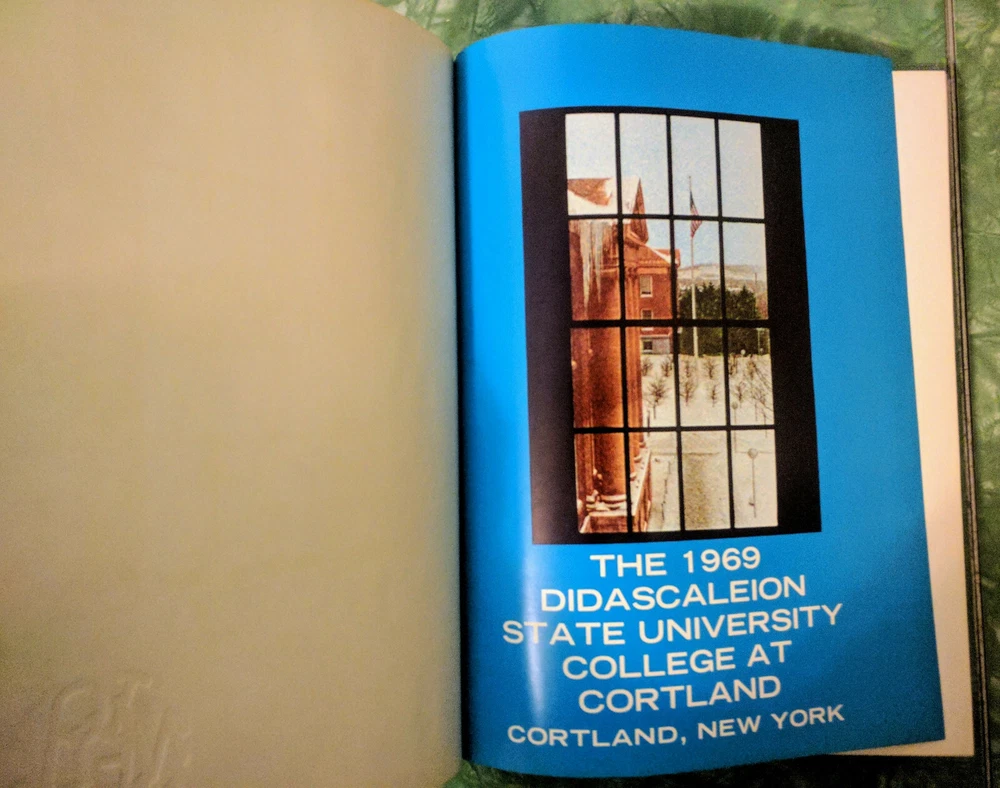 THE 1969
DIDASCALEION
STATE UNIVERSITY
COLLEGE AT
CORTLAND
CORTLAND, NEW YORK